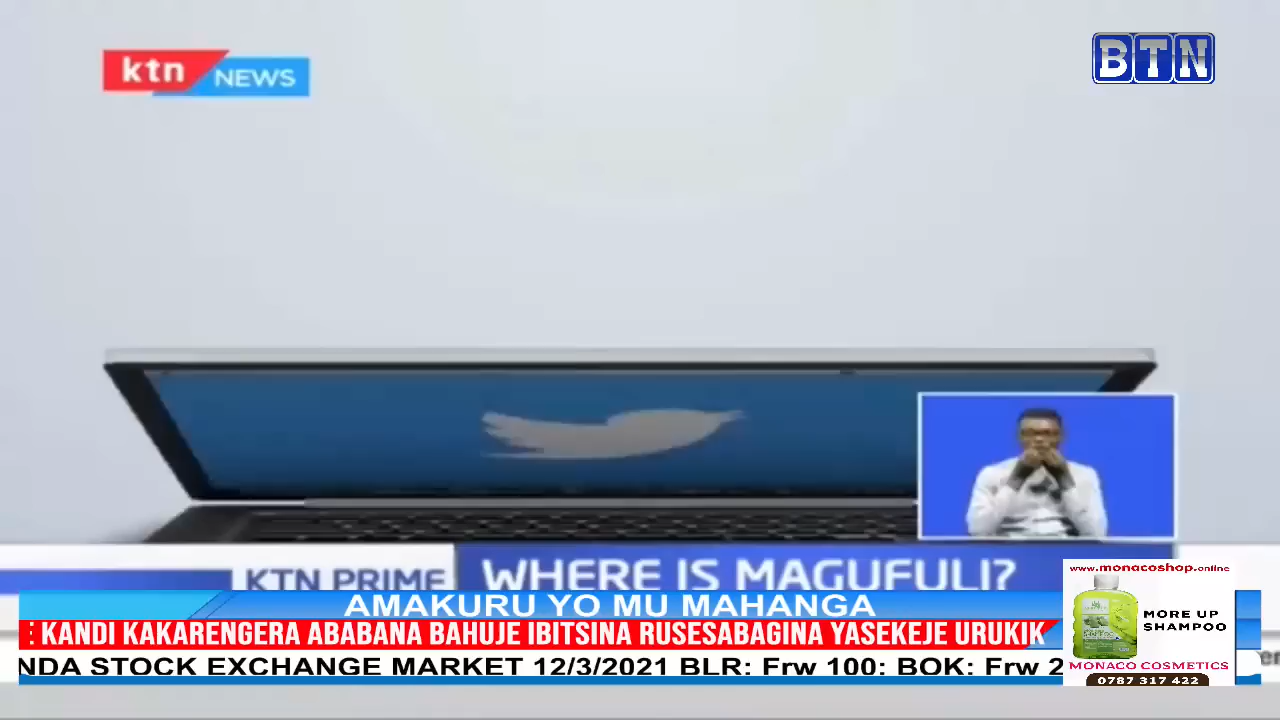 ktn NEWS
BTN
KTN PRIME
WHERE IS MAGUFULI?
AMAKURU YO MU MAHANGA
E KANDI KAKARENGERA ABABANA BAHUJE IBITSINA RUSESABAGINA YASEKEJE URUKIK
NDA STOCK EXCHANGE MARKET 12/3/2021 BLR: Frw 100: BOK: Frw 2
www.monacoshop.online
MORE UP
SHAMPOO
MONACO COSMETICS
0787 317 422